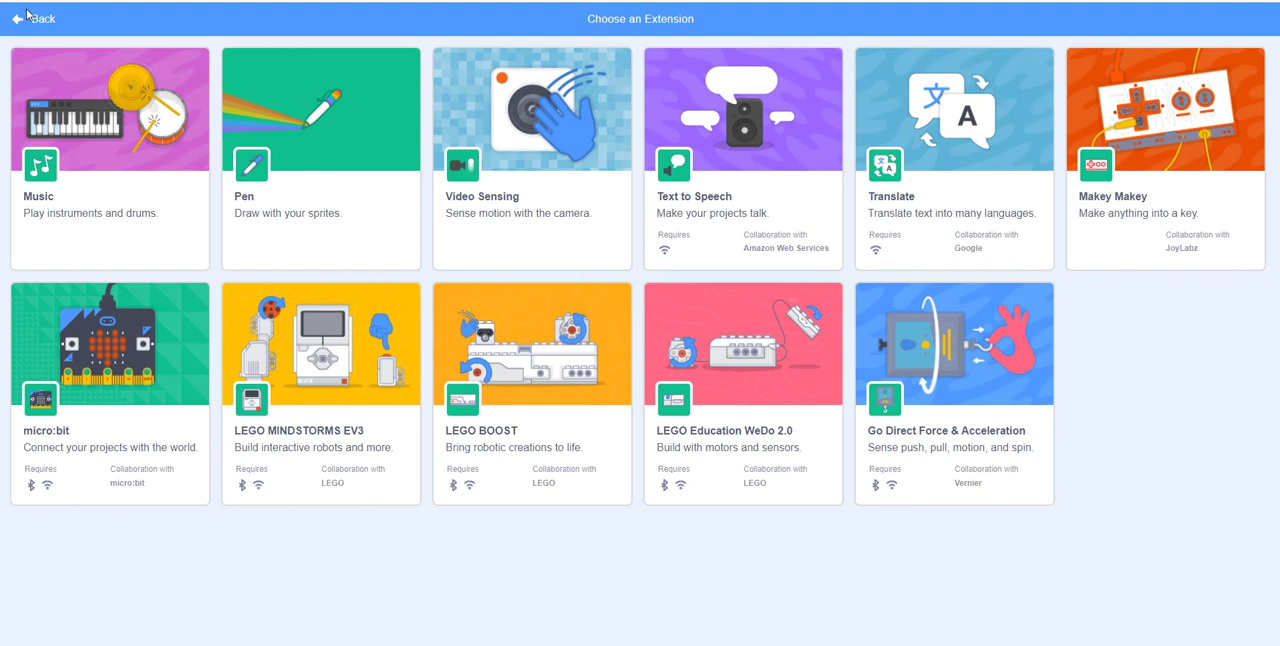 Back
Choose an Extension
Music
Play instruments and drums.
Pen
Draw with your sprites.
Video Sensing
Sense motion with the camera.
文
A
Text to Speech
Make your projects talk.
Requires
Collaboration with
Amazon Web Services
Translate
Translate text into many languages.
Requires
Collaboration with
Google
Makey Makey
Make anything into a key.
Collaboration with
JoyLabz
micro:bit
Connect your projects with the world.
Requires
Collaboration with
micro:bit
LEGO MINDSTORMS EV3
Build interactive robots and more.
Requires
Collaboration with
LEGO
LEGO BOOST
Bring robotic creations to life.
Requires
Collaboration with
LEGO
LEGO Education WeDo 2.0
Build with motors and sensors.
Requires
Collaboration with
LEGO
Go Direct Force & Acceleration
Sense push, pull, motion, and spin.
Requires
Collaboration with
Vernier